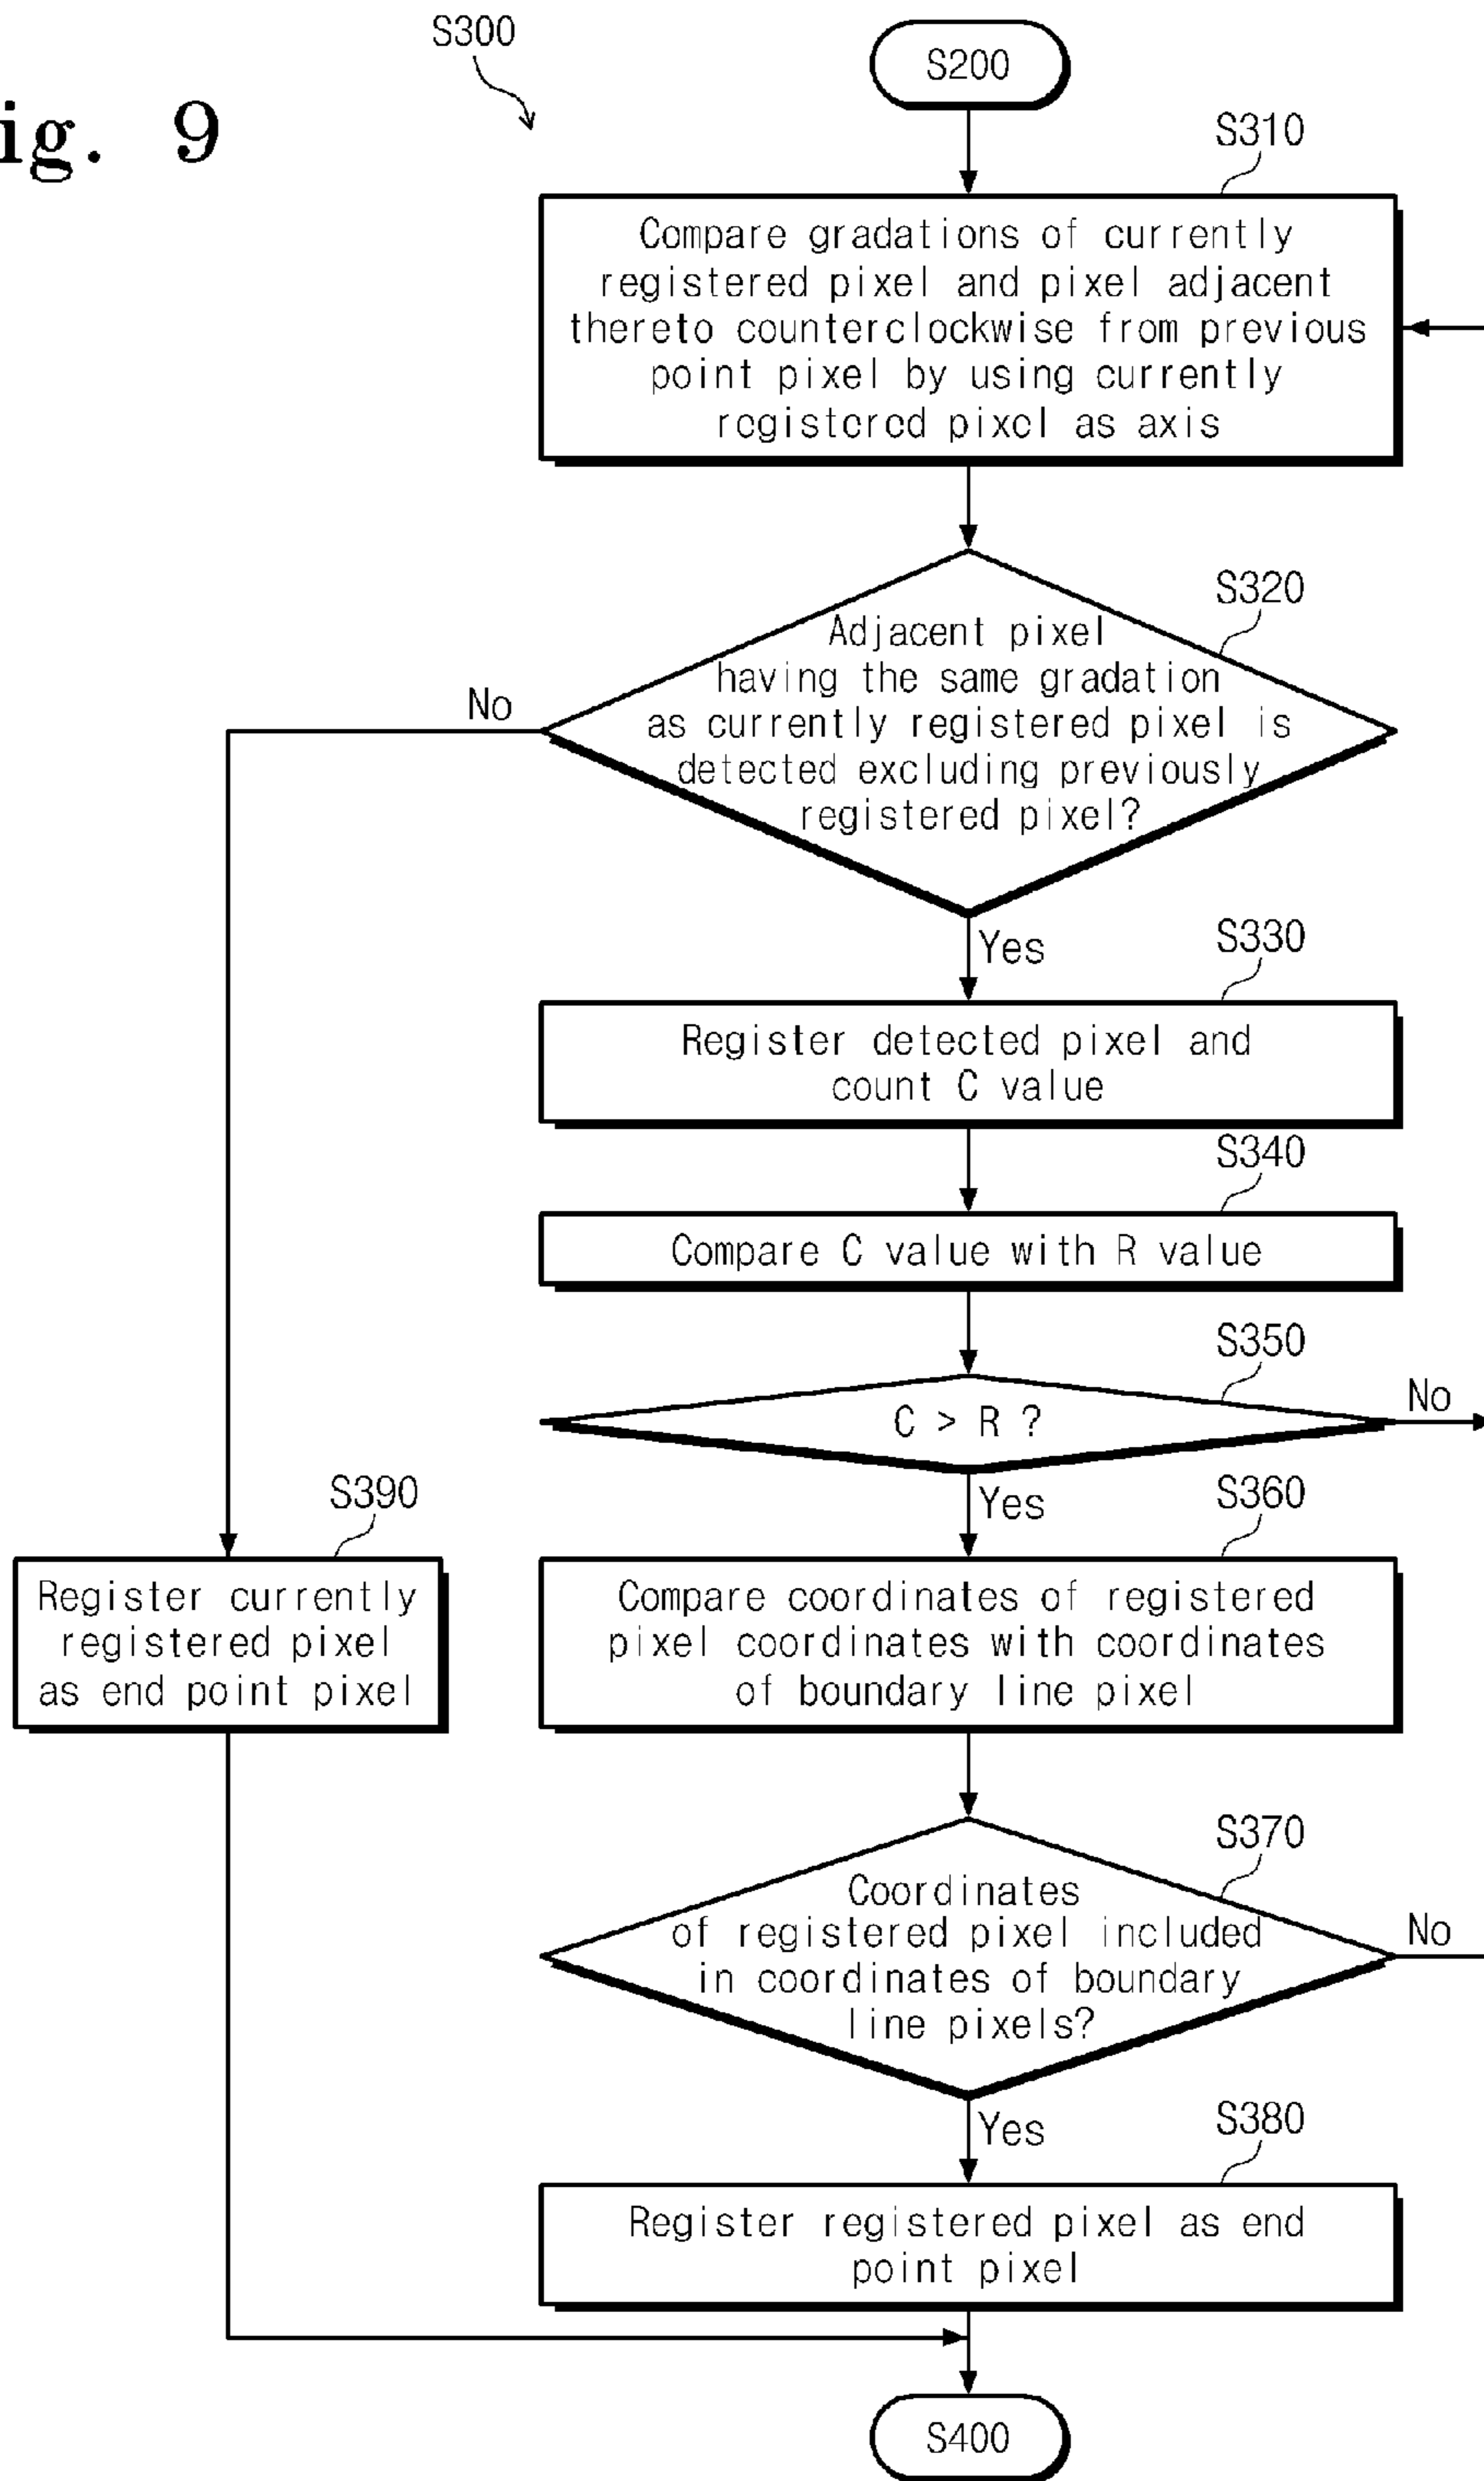 S300
S200
ig. 9
S310
Compare gradations of currently
registered pixel and pixel adjacent
thereto counterclockwise from previous
point pixel by using currently
registered pixel as axis
S320
Adjacent pixel
having the same gradation
as currently registered pixel is
detected excluding previously
registered pixel?
No
Yes
S330
Register detected pixel and
count C value
S340
Compare C value with R value
S350
C > R ?
No
Yes
S390
Register currently
registered pixel
as end point pixel
S360
Compare coordinates of registered
pixel coordinates with coordinates
of boundary line pixel
S370
Coordinates
of registered pixel included
in coordinates of boundary
line pixels?
No
Yes
S380
Register registered pixel as end
point pixel
S400